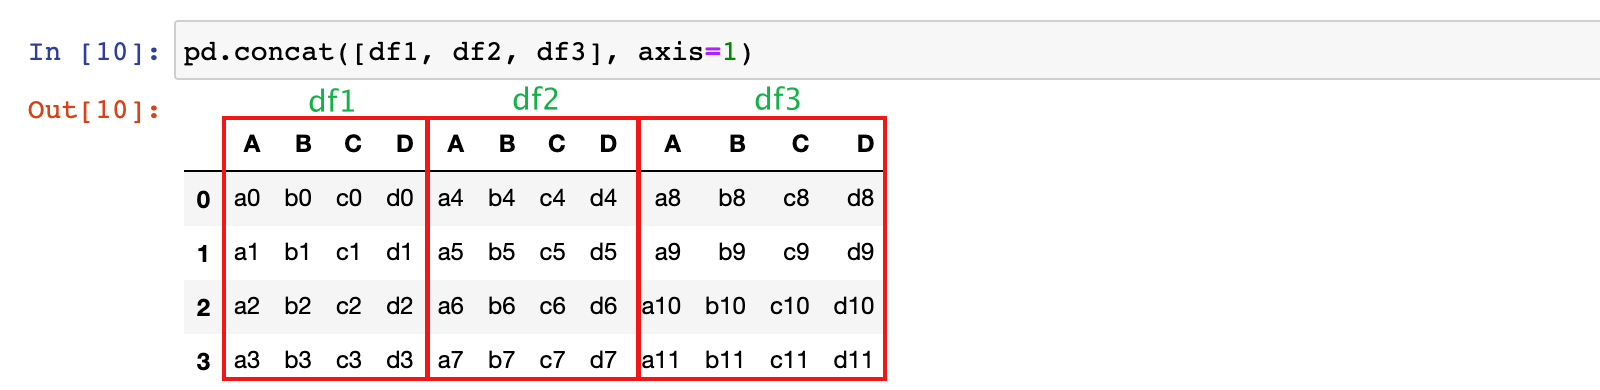 In [10]: pd.concat([df1, df2, df3], axis=1)
Out[10]:
df1 df2 df3
A B C D A B C D A B C D
0 a0 b0 c0 d0 a4 b4 c4 d4 a8 b8 c8 d8
1 a1 b1 c1 d1 a5 b5 c5 d5 a9 b9 c9 d9
2 a2 b2 c2 d2 a6 b6 c6 d6 a10 b10 c10 d10
3 a3 b3 c3 d3 a7 b7 c7 d7 a11 b11 c11 d11